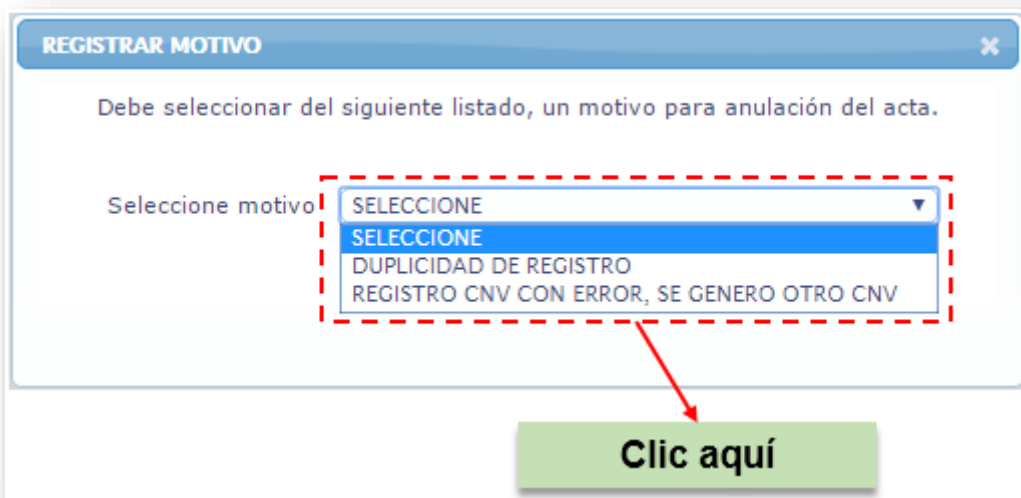 REGISTRAR MOTIVO
Debe seleccionar del siguiente listado, un motivo para anulación del acta.
Seleccione motivo SELECCIONE
SELECCIONE
DUPLICIDAD DE REGISTRO
REGISTRO CNV CON ERROR, SE GENERO OTRO CNV
Clic aquí